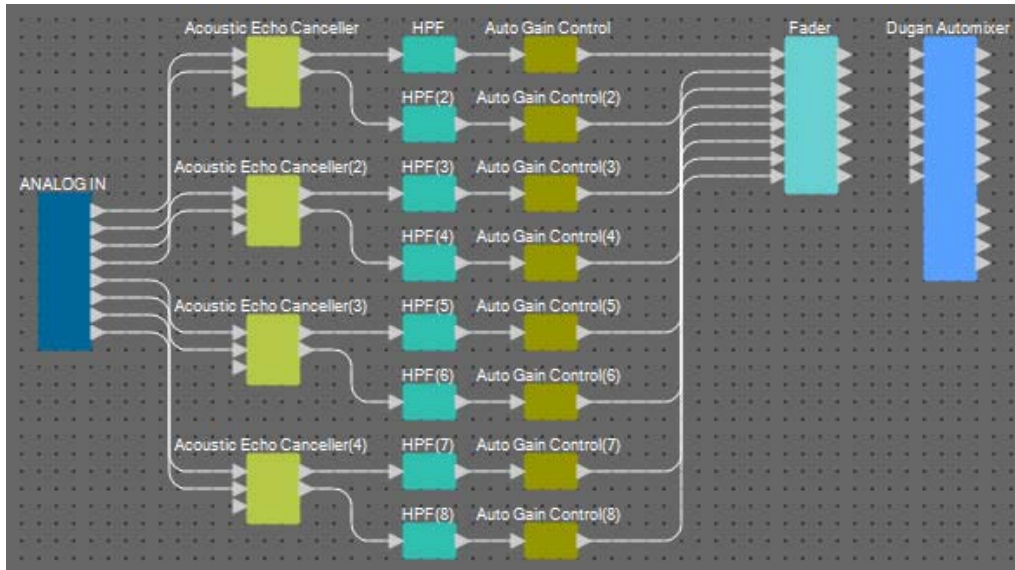 Acoustic Echo Canceller HPF Auto Gain Control Fader Dugan Automixer
HPF(2) Auto Gain Control(2)
Acoustic Echo Canceller(2) HPF(3) Auto Gain Control(3)
ANALOG IN
HPF(4) Auto Gain Control(4)
Acoustic Echo Canceller(3) HPF(5) Auto Gain Control(5)
HPF(6) Auto Gain Control(6)
Acoustic Echo Canceller(4) HPF(7) Auto Gain Control(7)
HPF(8) Auto Gain Control(8)